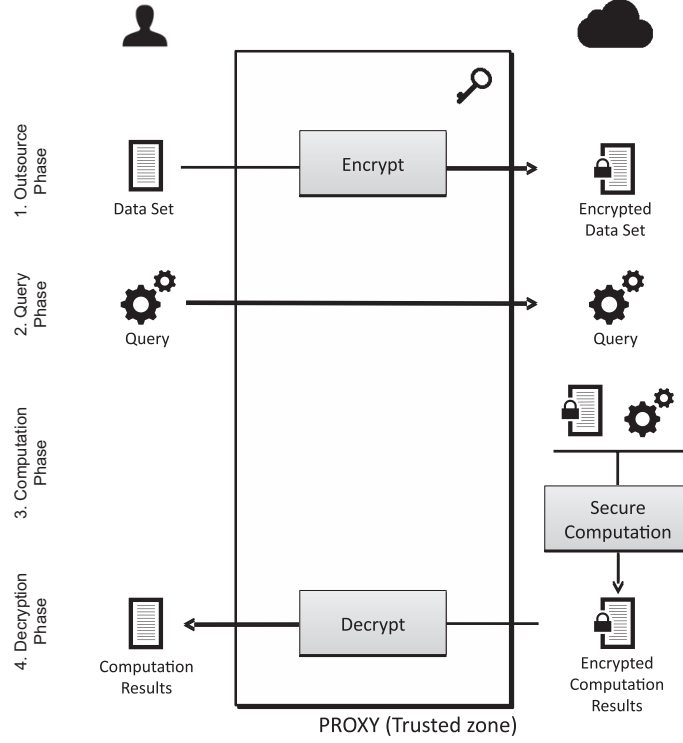 1. Outsource
Phase
Encrypt
Data Set
Encrypted
Data Set
2. Query
Phase
Query
Query
3. Computation
Phase
Secure
Computation
4. Decryption
Phase
Decrypt
Computation
Results
Encrypted
Computation
Results
PROXY (Trusted zone)